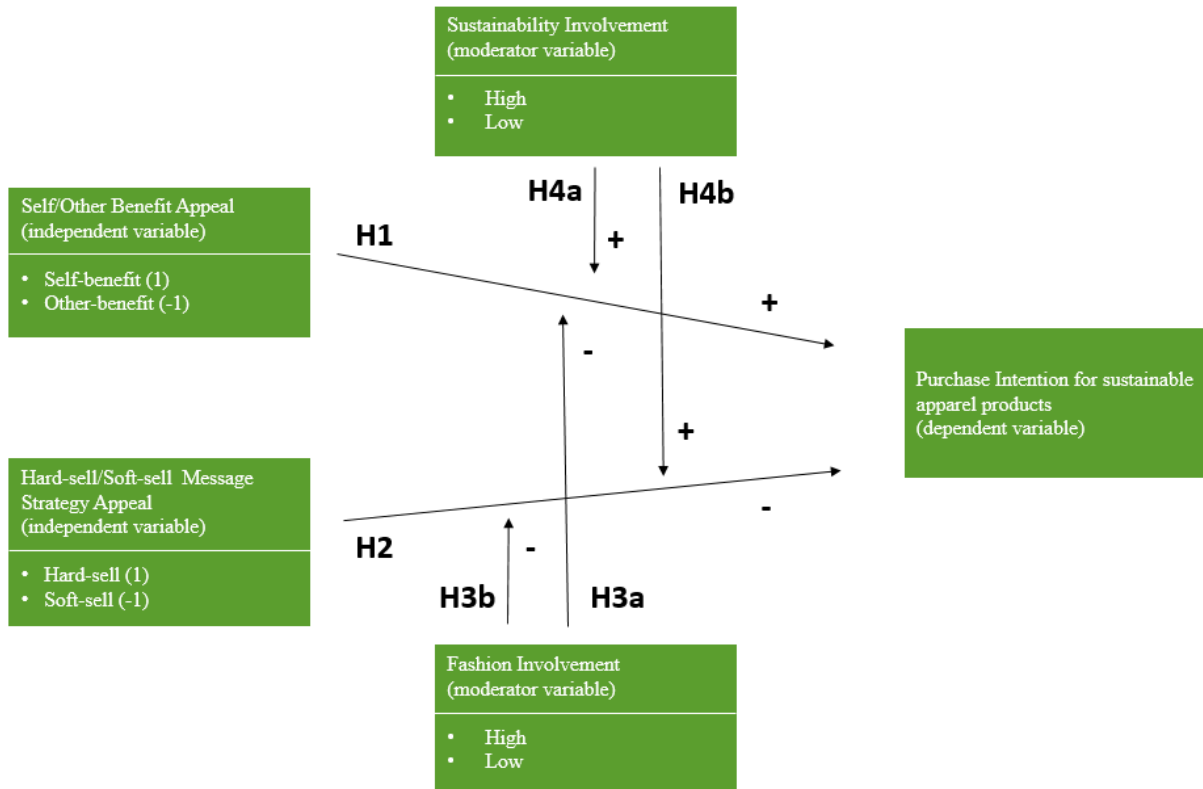 Sustainability Involvement
(moderator variable)
• High
• Low
H4a
H4b
Self/Other Benefit Appeal
(independent variable)
• Self-benefit (1)
• Other-benefit (-1)
H1
+
+
-
Purchase Intention for sustainable
apparel products
(dependent variable)
+
Hard-sell/Soft-sell Message
Strategy Appeal
(independent variable)
• Hard-sell (1)
• Soft-sell (-1)
H2
-
-
H3b
H3a
Fashion Involvement
(moderator variable)
• High
• Low